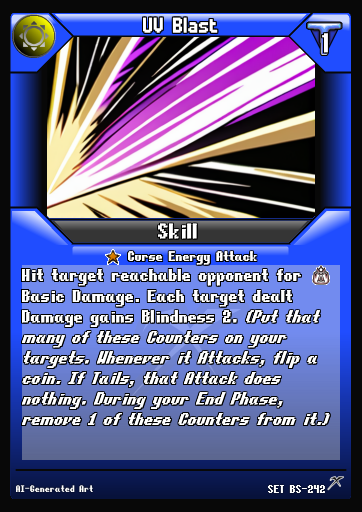 UV Blast
1
Skill
Curse Energy Attack
Hit target reachable opponent for
Basic Damage. Each target dealt
Damage gains Blindness 2. (Put that
many of these Counters on your
targets. Whenever it Attacks, flip a
coin. If Tails, that Attack does
nothing. During your End Phase,
remove 1 of these Counters from it.)
AI-Generated Art
SET BS-242